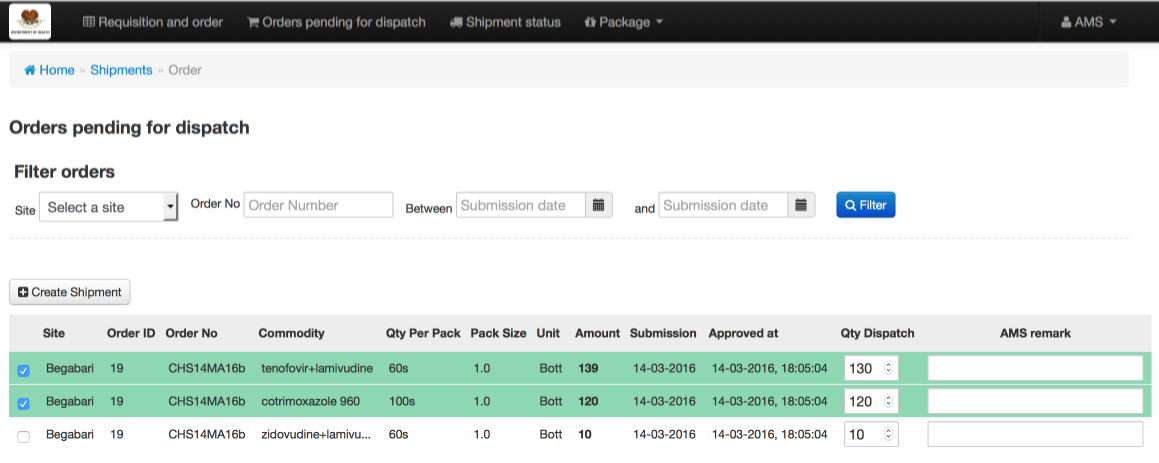 DEPARTMENT OF HEALTH
Requisition and order Orders pending for dispatch Shipment status Package AMS
Home » Shipments » Order
Orders pending for dispatch
Filter orders
Site Select a site Order No Order Number Between Submission date and Submission date Filter
Create Shipment
Site Order ID Order No Commodity Qty Per Pack Pack Size Unit Amount Submission Approved at Qty Dispatch AMS remark
Begabari 19 CHS14MA16b tenofovir+lamivudine 60s 1.0 Bott 139 14-03-2016 14-03-2016, 18:05:04 130
Begabari 19 CHS14MA16b cotrimoxazole 960 100s 1.0 Bott 120 14-03-2016 14-03-2016, 18:05:04 120
Begabari 19 CHS14MA16b zidovudine+lamivu... 60s 1.0 Bott 10 14-03-2016 14-03-2016, 18:05:04 10